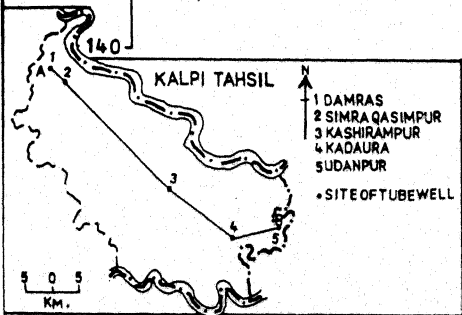 140
KALPI TAHSIL
N
1 DAMRAS
2 SIMRA QASIMPUR
3 KASHIRAMPUR
4 KADAURA
5 UDANPUR
•SITE OF TUBEWELL
A
1
2
3
4
5
5 0 5
KM.